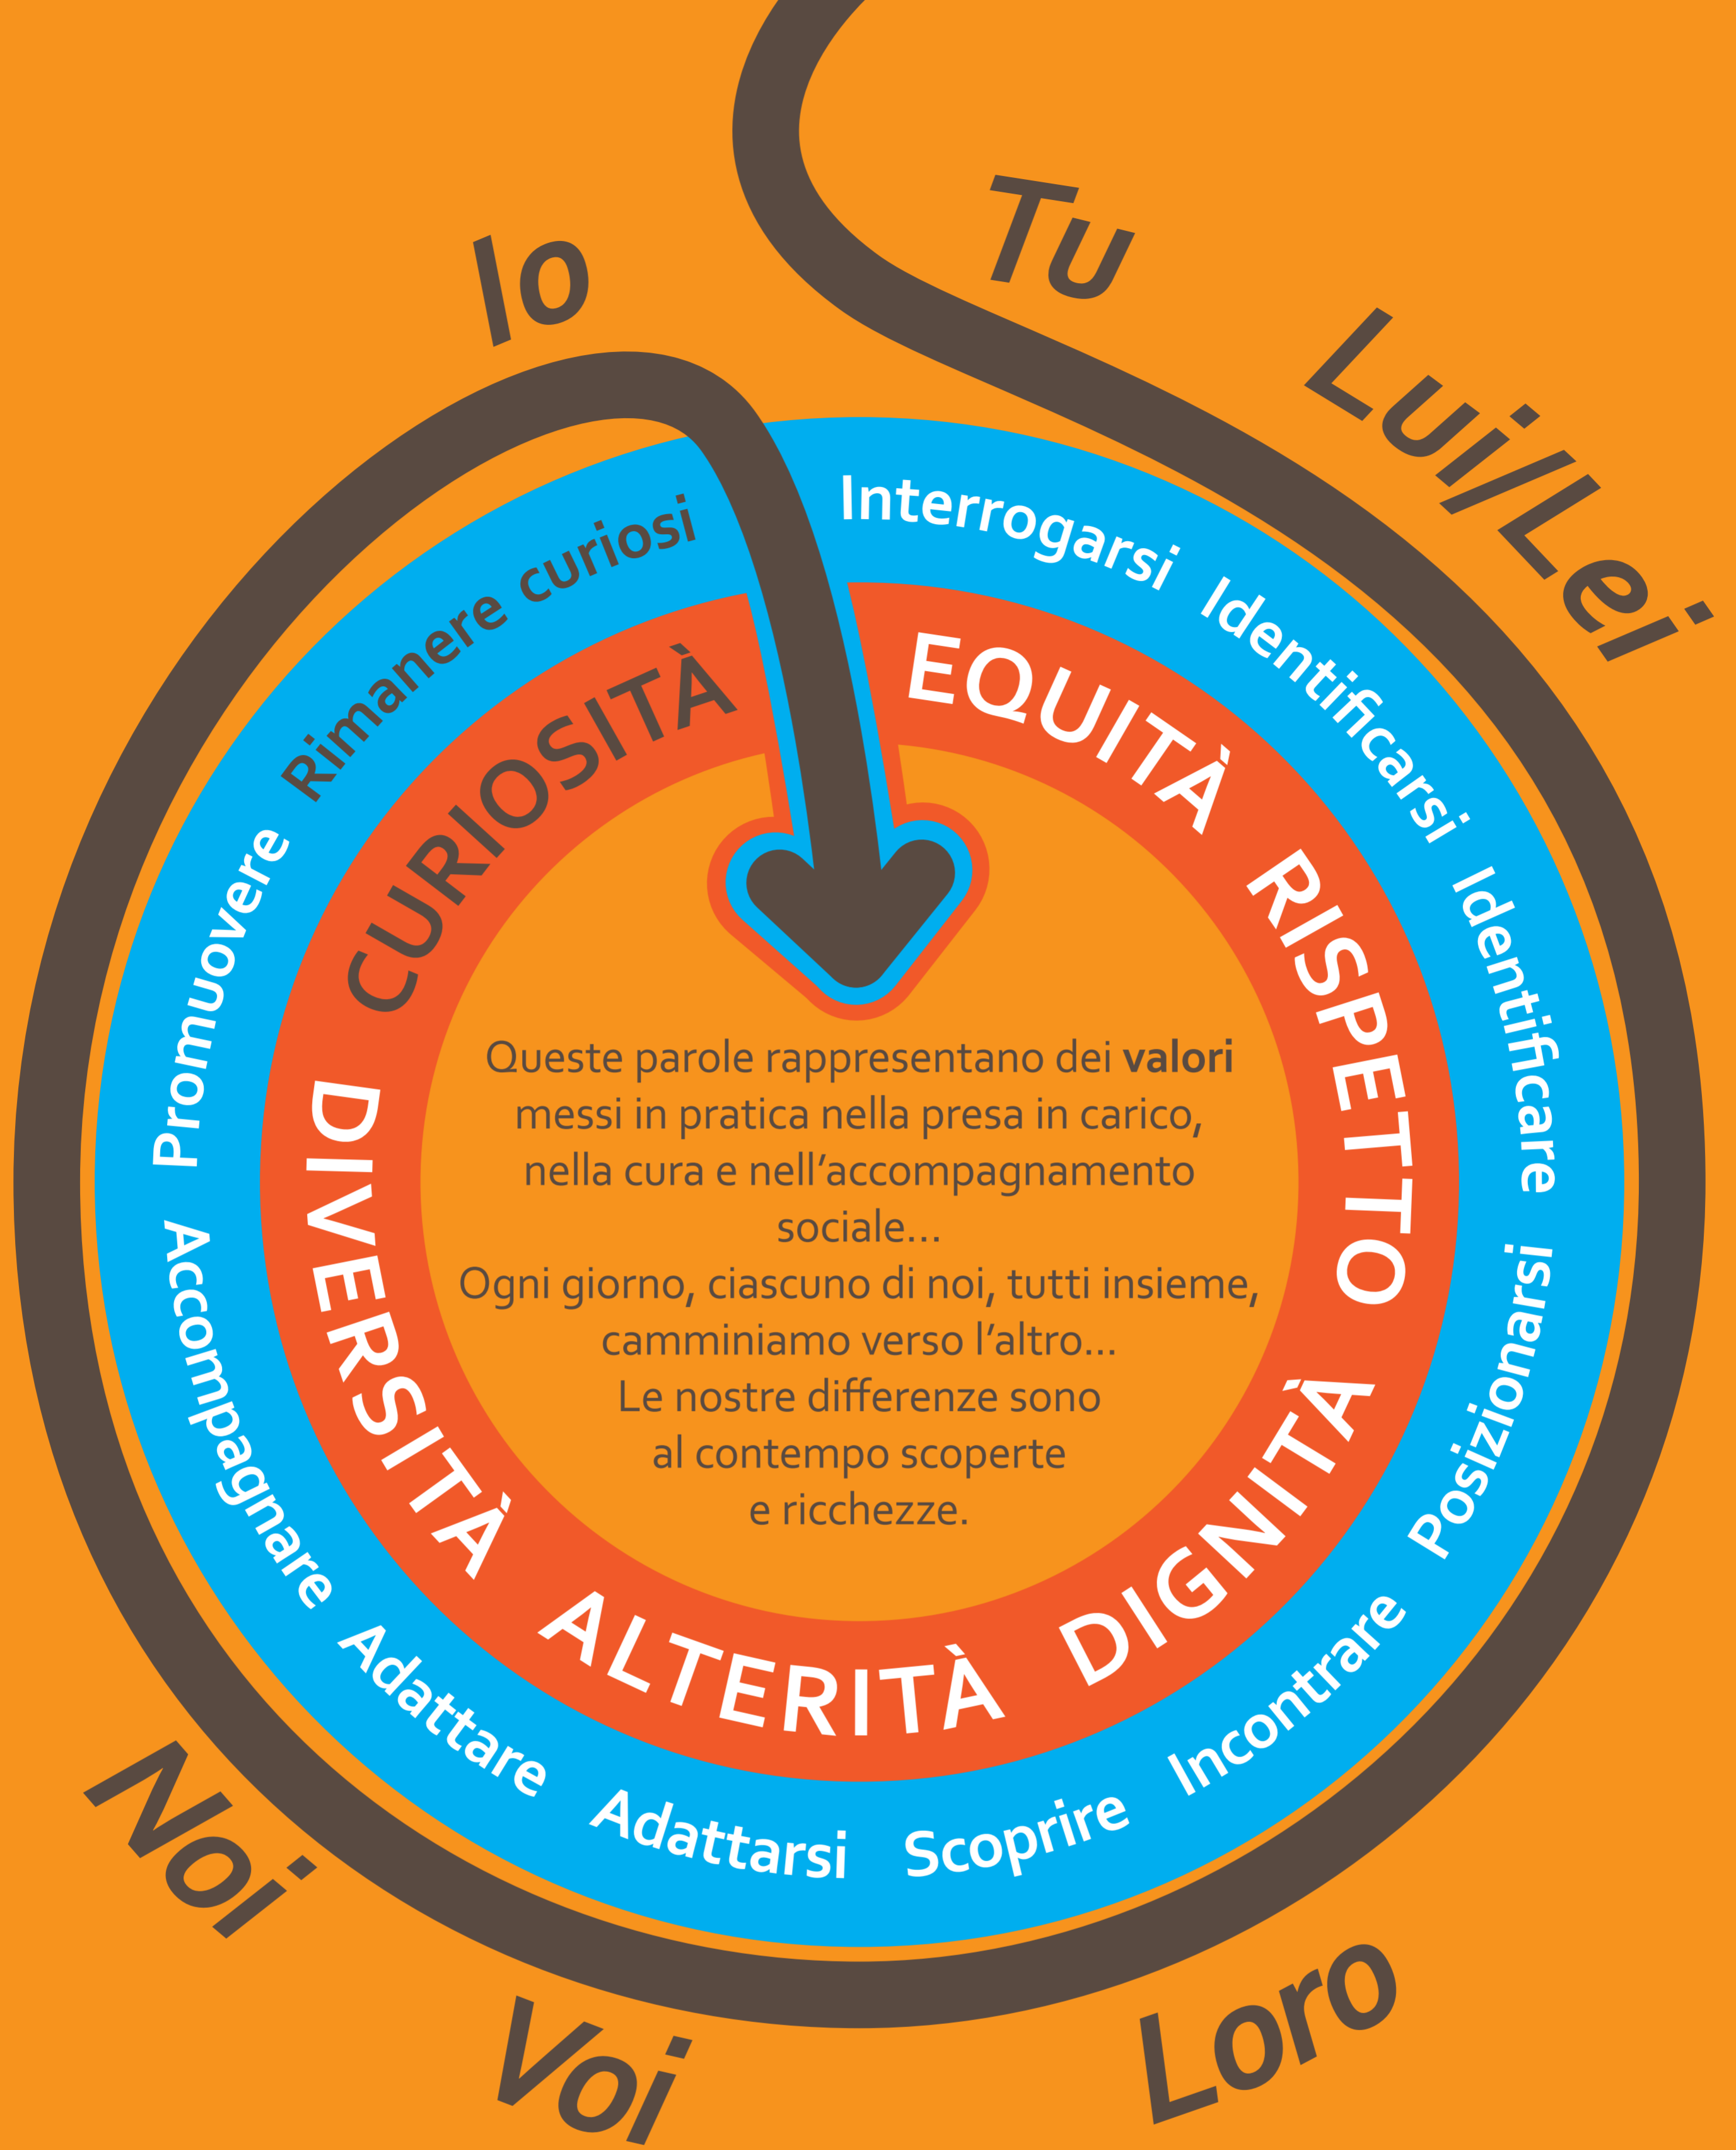 Io
Tu
Lui/Lei
Loro
Voi
Noi
Interrogarsi
Identificarsi
Identificare
Posizionarsi
Incontrare
Scoprire
Adattarsi
Adattare
Accompagnare
Promuovere
Rimanere curiosi
EQUITÀ
RISPETTO
DIGNITÀ
ALTERITÀ
DIVERSITÀ
CURIOSITÀ
Queste parole rappresentano dei valori
messi in pratica nella presa in carico,
nella cura e nell’accompagnamento
sociale...
Ogni giorno, ciascuno di noi, tutti insieme,
camminiamo verso l’altro...
Le nostre differenze sono
al contempo scoperte
e ricchezze.